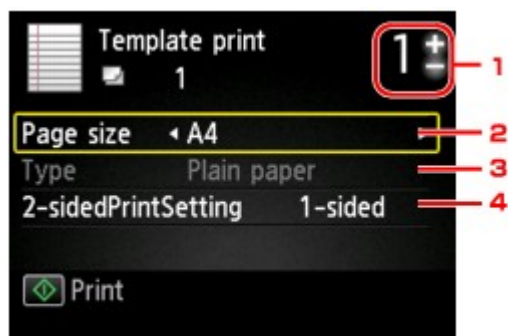 Template print
1
1 + -
1
Page size A4
2
Type Plain paper
3
2-sidedPrintSetting 1-sided
4
Print